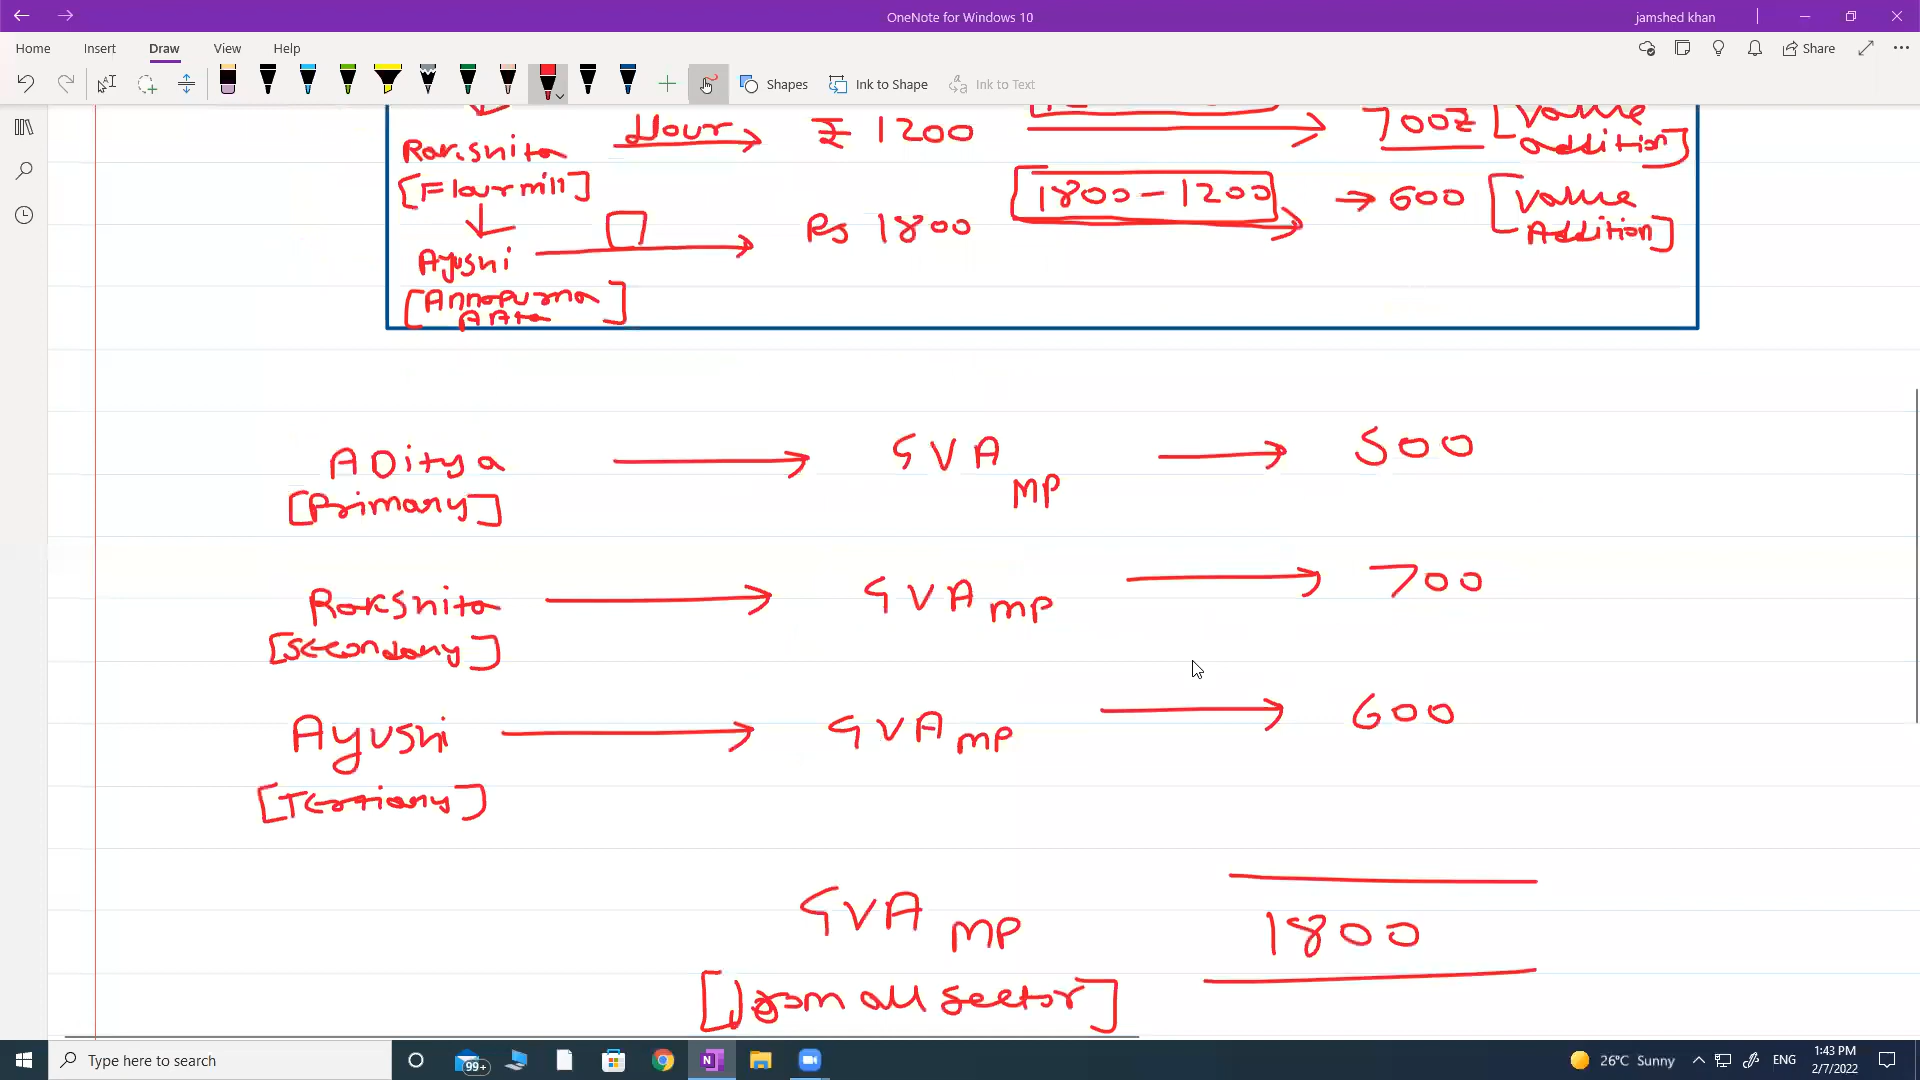 OneNote for Windows 10
jamshed khan
Home Insert Draw View Help
Share
Shapes
Ink to Shape
Ink to Text
Rakshita flour ₹ 1200 700₹ [Value Addition]
[Flour mill]
1800 - 1200 → 600 [Value Addition]
Ayushi Rs 1800
[Annapurna AAta]
ADitya GVA MP 500
[Primary]
Rakshita GVA MP 700
[Secondary]
Ayushi GVA MP 600
[Tertiary]
GVA MP 1800
[from all sector]
Type here to search
99+
26°C Sunny
ENG
1:43 PM
2/7/2022